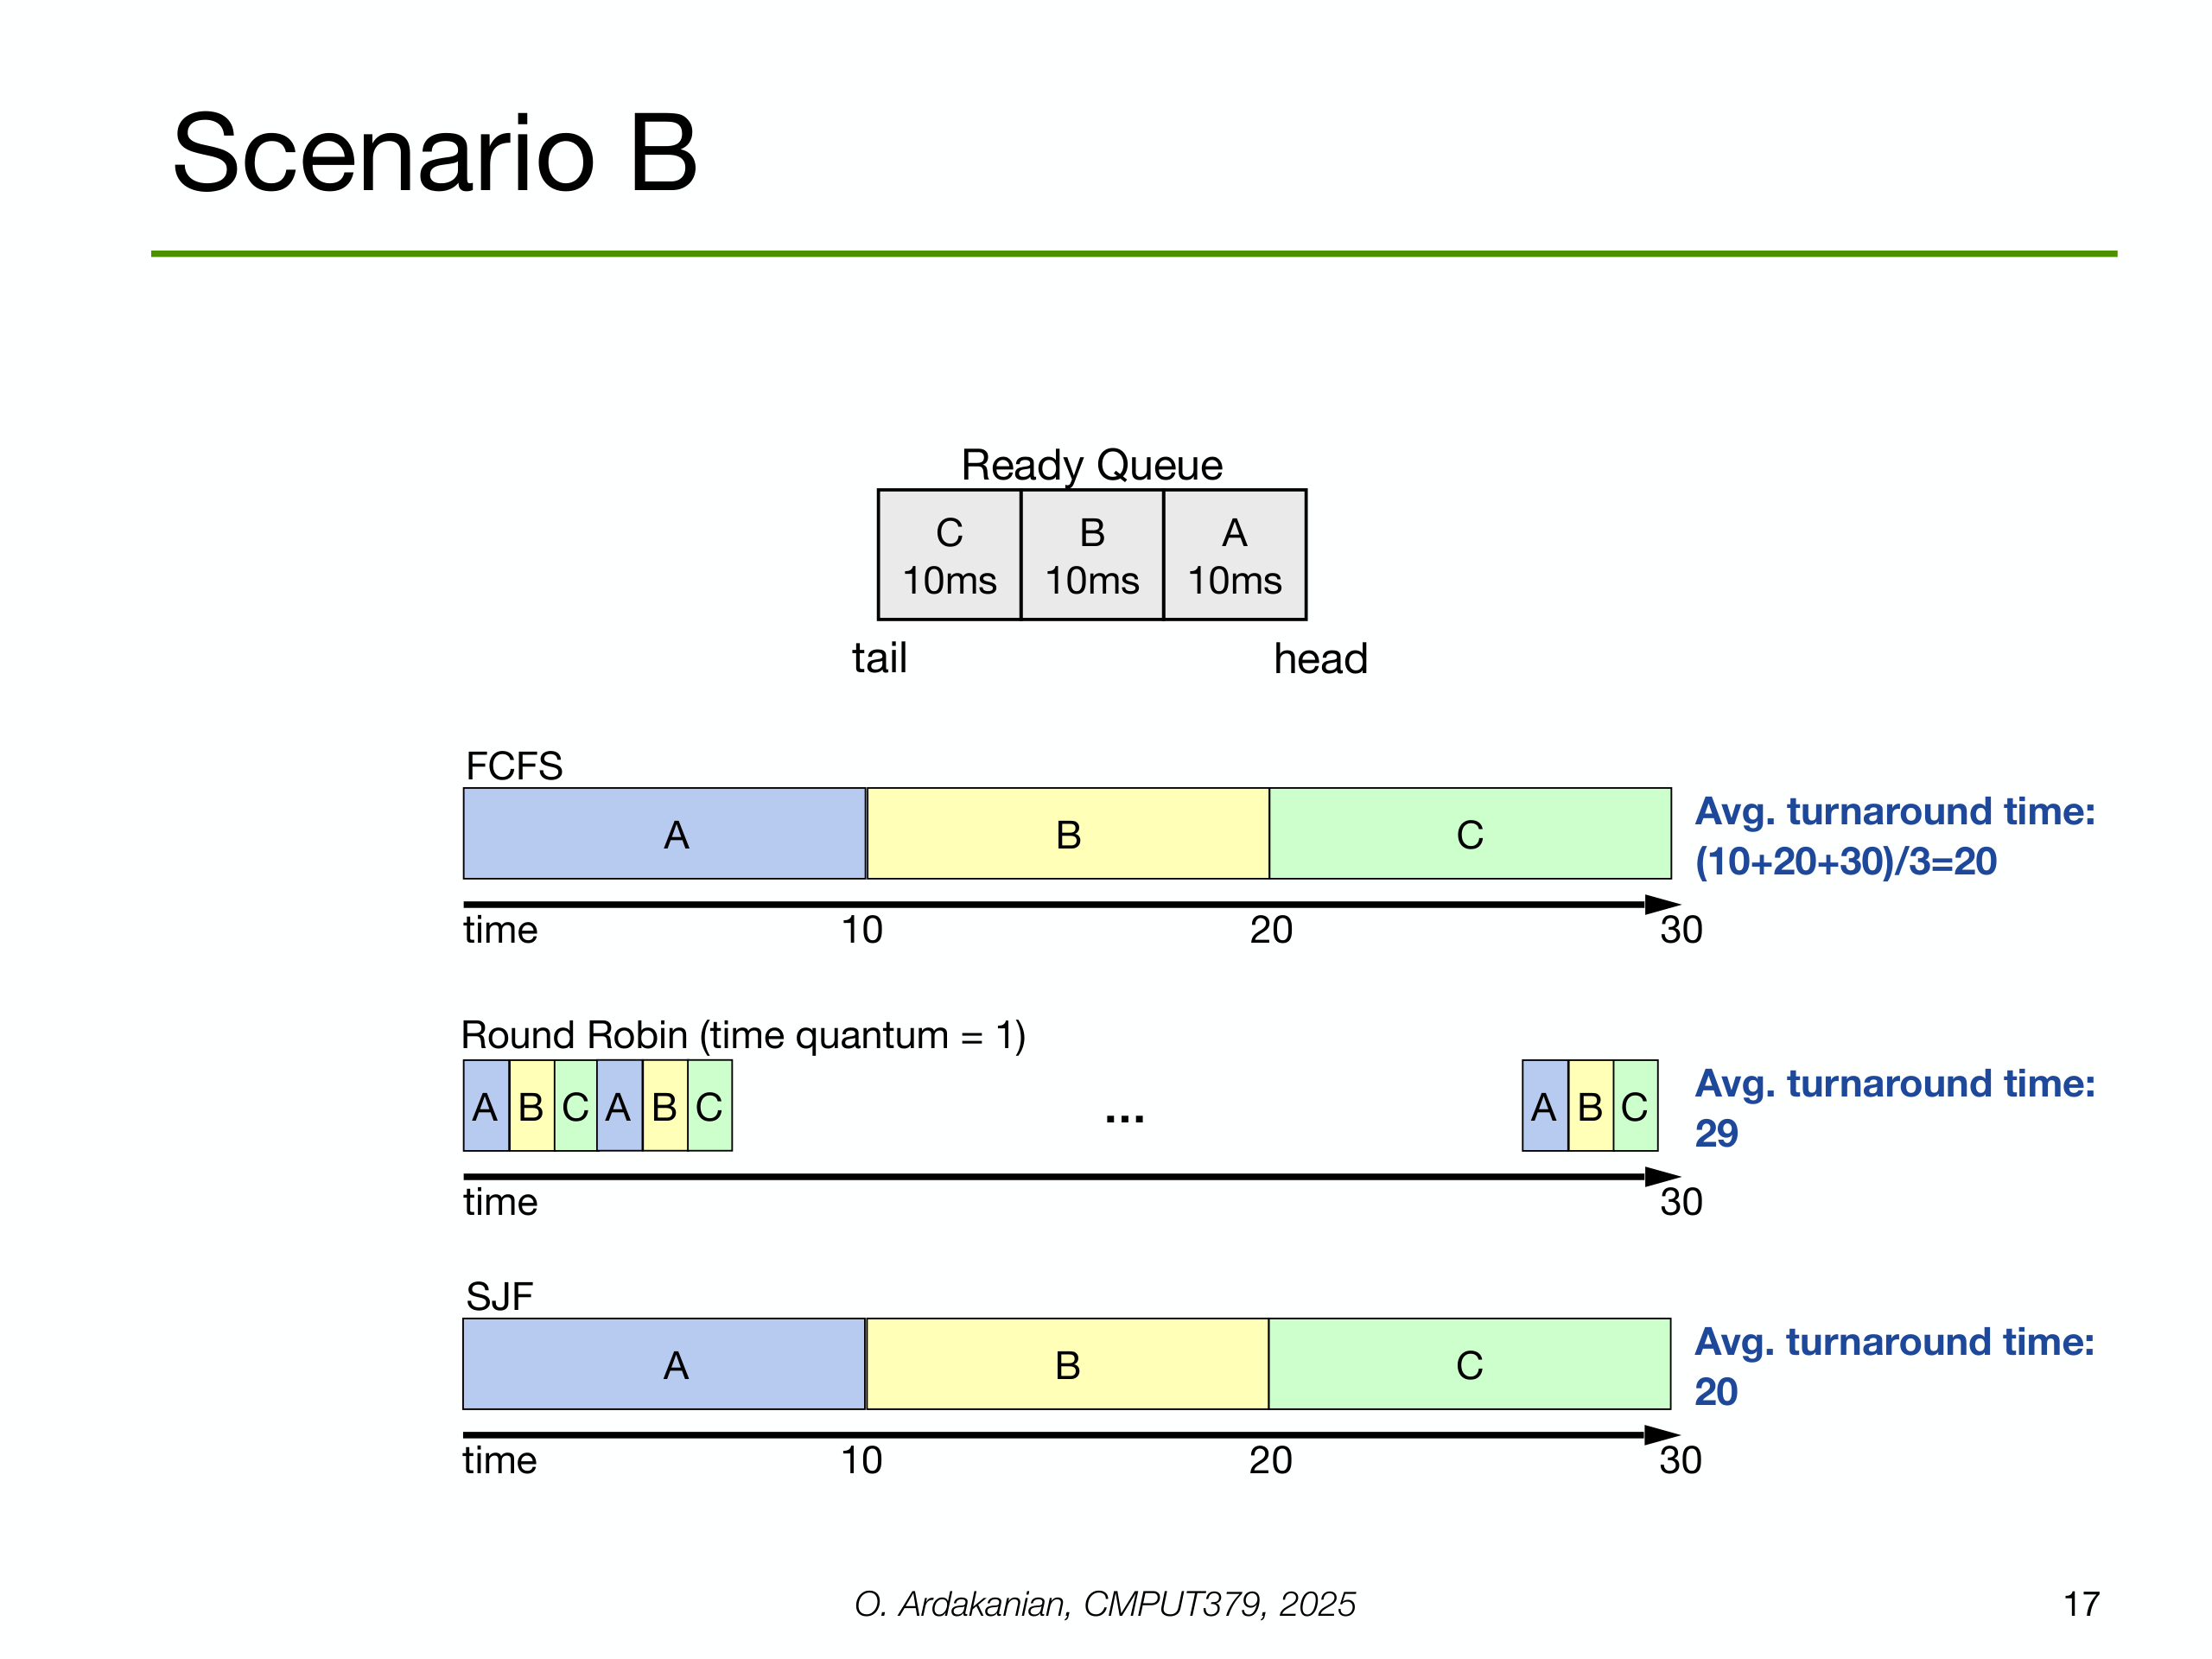 Scenario B
Ready Queue
C B A
10ms 10ms 10ms
tail head
FCFS
A B C
Avg. turnaround time:
(10+20+30)/3=20
time 10 20 30
Round Robin (time quantum = 1)
A B C A B C ... A B C
Avg. turnaround time:
29
time 30
SJF
A B C
Avg. turnaround time:
20
time 10 20 30
O. Ardakanian, CMPUT379, 2025
17